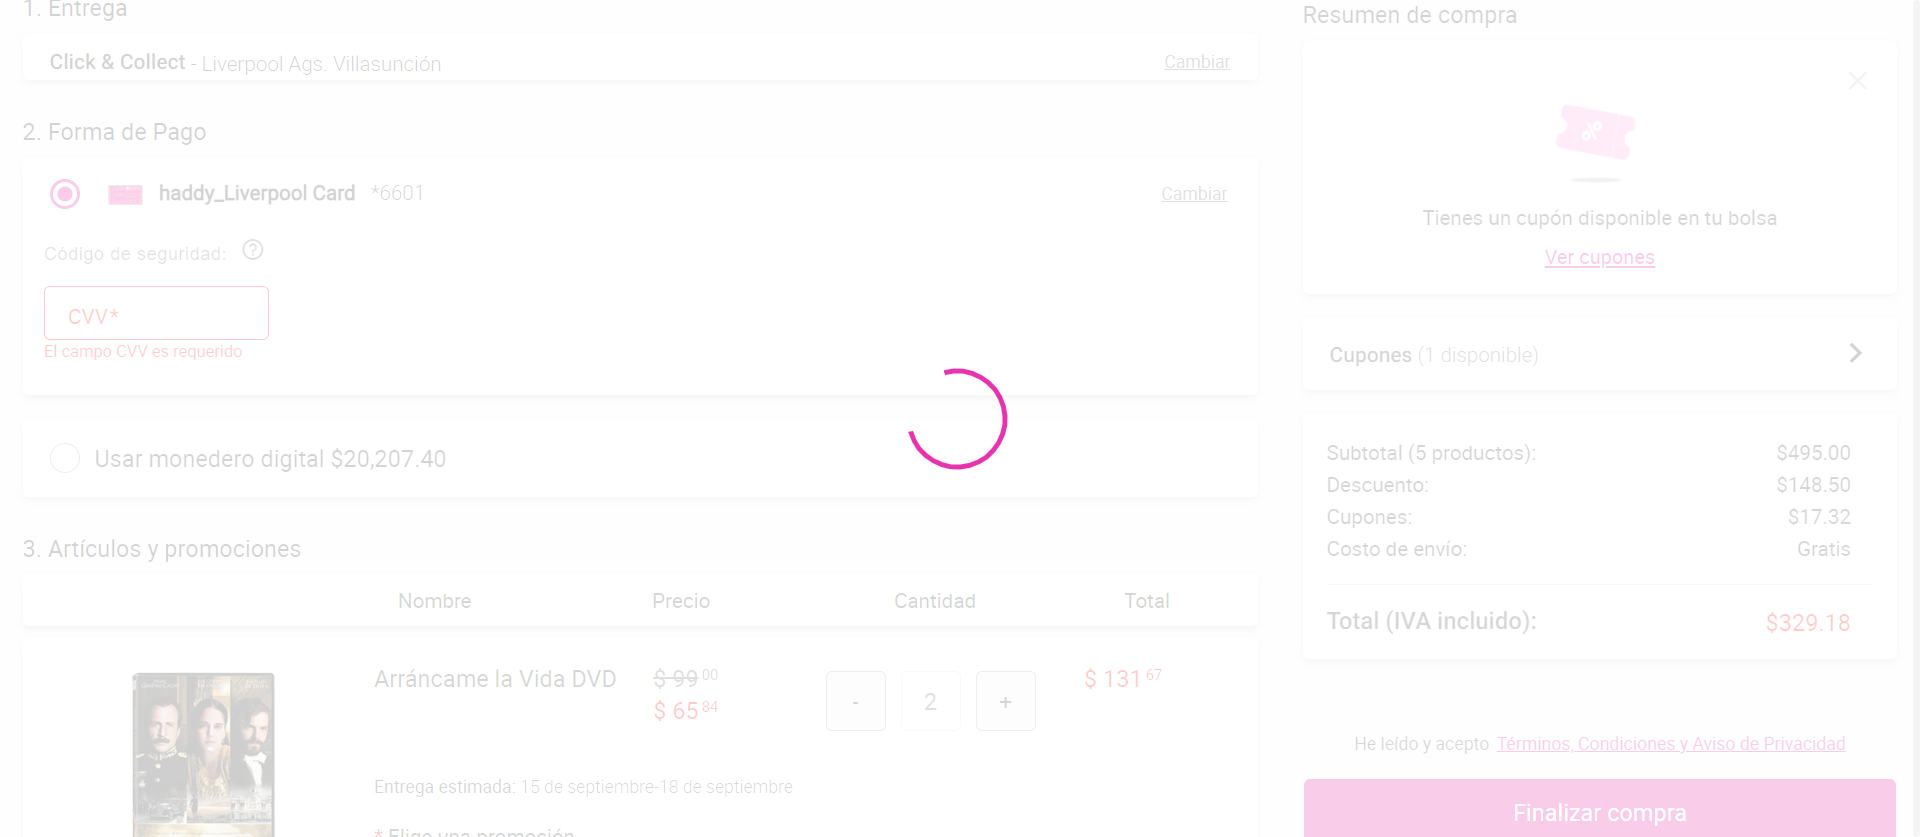 1. Entrega
Click & Collect - Liverpool Ags. Villasunción
Cambiar
2. Forma de Pago
haddy_Liverpool Card *6601
Cambiar
Código de seguridad:
CVV*
El campo CVV es requerido
Usar monedero digital $20,207.40
3. Artículos y promociones
Nombre Precio Cantidad Total
Arráncame la Vida DVD
$ 99 00
$ 65 84
- 2 +
$ 131 67
Entrega estimada: 15 de septiembre-18 de septiembre
* Elige una promoción
Resumen de compra
%
Tienes un cupón disponible en tu bolsa
Ver cupones
Cupones (1 disponible)
Subtotal (5 productos): $495.00
Descuento: $148.50
Cupones: $17.32
Costo de envío: Gratis
Total (IVA incluido): $329.18
He leído y acepto Términos, Condiciones y Aviso de Privacidad
Finalizar compra